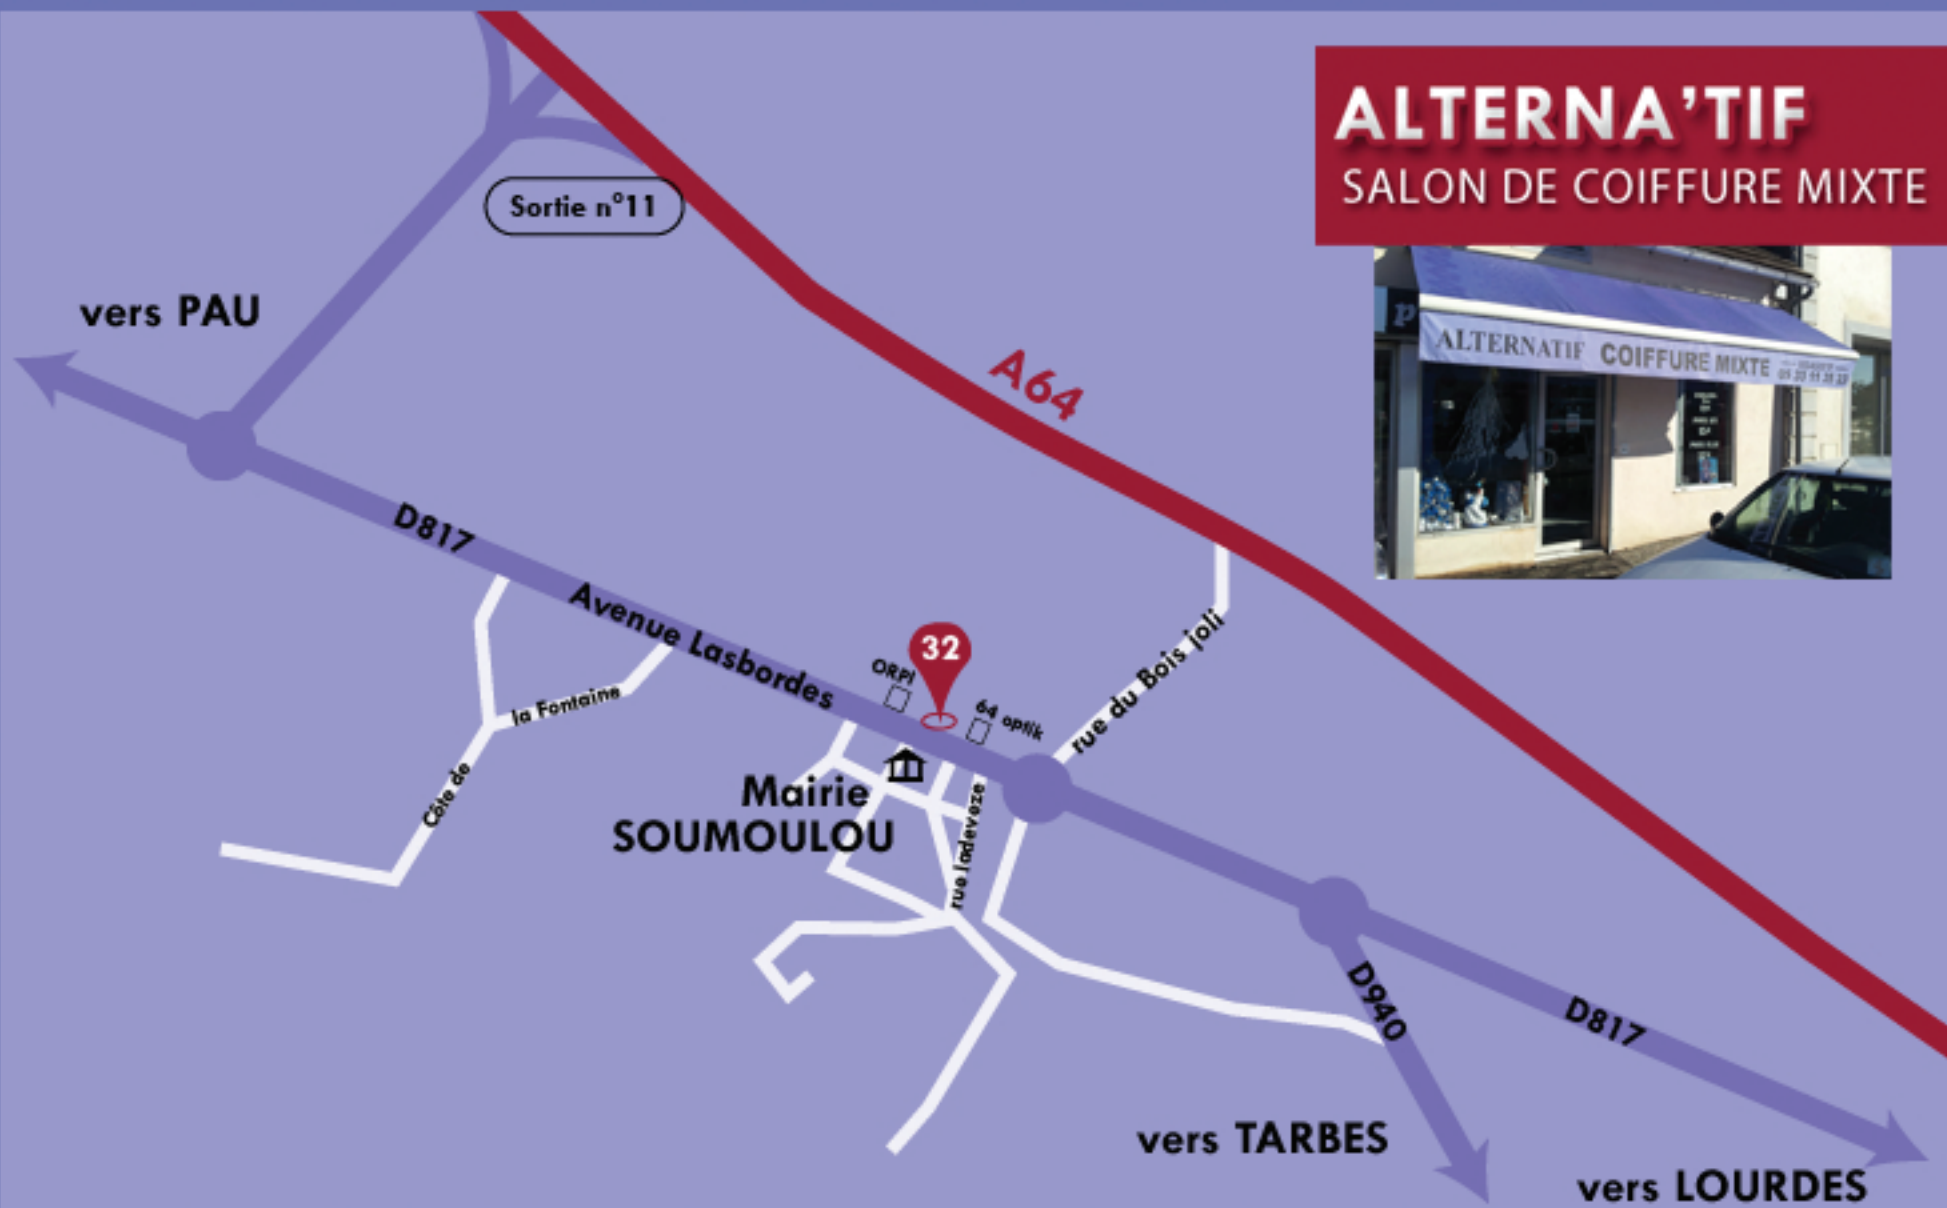 ALTERNA'TIF
SALON DE COIFFURE MIXTE
Sortie n°11
vers PAU
P
ALTERNATIF COIFFURE MIXTE
A64
D817
Avenue Lasbordes
rue du Bois joli
32
ORPI
64 optik
la Fontaine
Côte de
Mairie
SOUMOULOU
rue ladeveze
D940
D817
vers TARBES
vers LOURDES